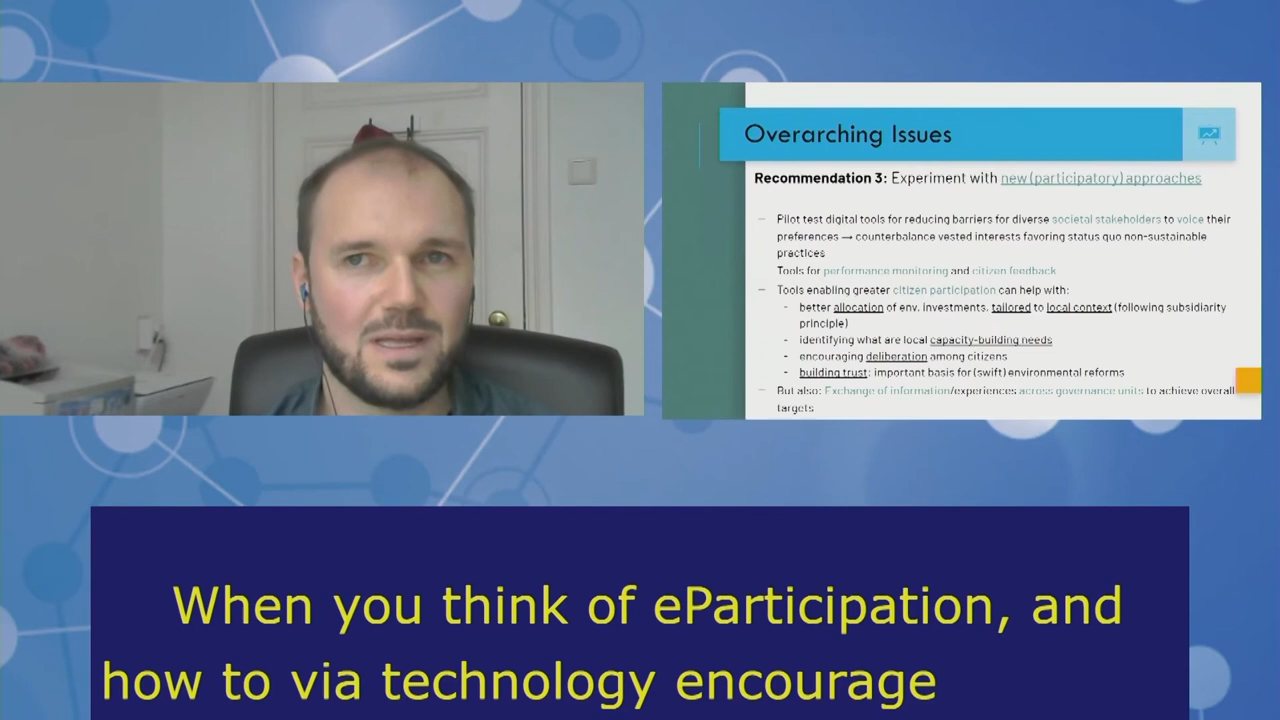 Overarching Issues
Recommendation 3: Experiment with new (participatory) approaches
– Pilot test digital tools for reducing barriers for diverse societal stakeholders to voice their
preferences → counterbalance vested interests favoring status quo non-sustainable
practices
Tools for performance monitoring and citizen feedback
– Tools enabling greater citizen participation can help with:
- better allocation of env. investments, tailored to local context (following subsidiarity
principle)
- identifying what are local capacity-building needs
- encouraging deliberation among citizens
- building trust: important basis for (swift) environmental reforms
– But also: Exchange of information/experiences across governance units to achieve overall
targets
When you think of eParticipation, and
how to via technology encourage